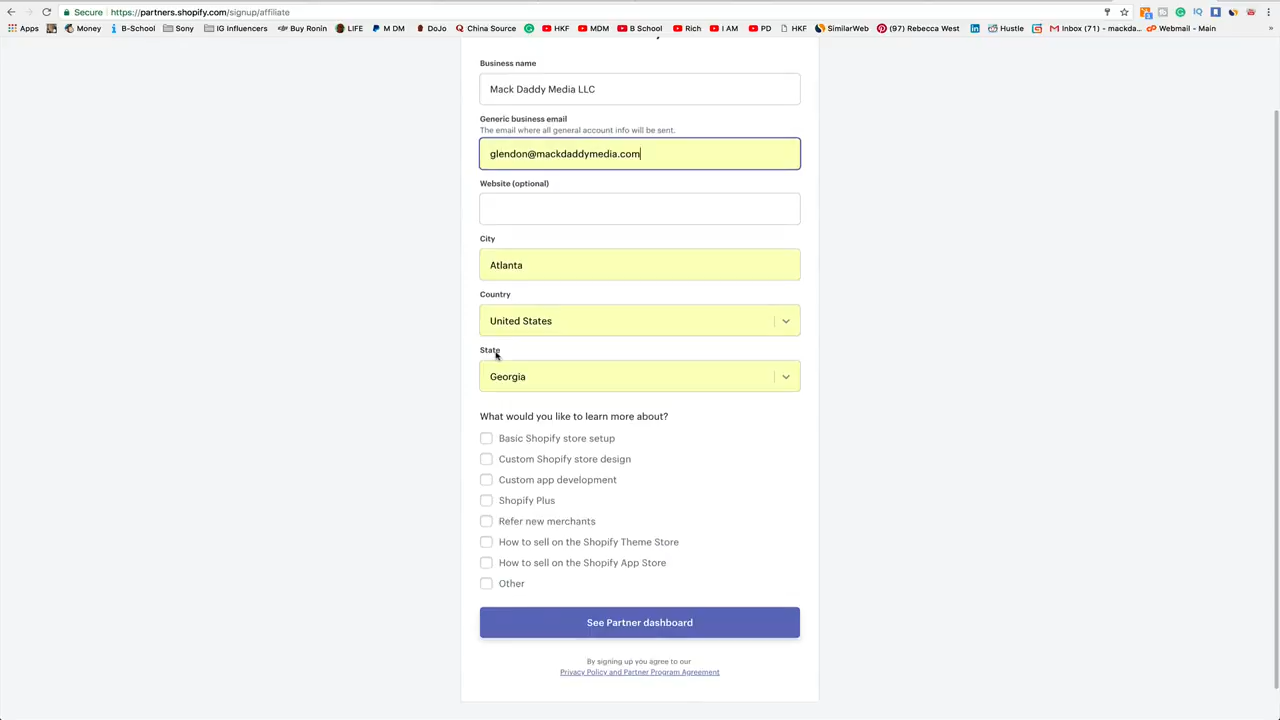 Secure https://partners.shopify.com/signup/affiliate
Apps Money B-School Sony IG Influencers Buy Ronin LIFE M DM DoJo China Source HKF MDM B School Rich I AM PD HKF SimilarWeb (97) Rebecca West Hustle Inbox (71) - mackda... Webmail - Main »
Business name
Mack Daddy Media LLC
Generic business email
The email where all general account info will be sent.
glendon@mackdaddymedia.com
Website (optional)
City
Atlanta
Country
United States
State
Georgia
What would you like to learn more about?
Basic Shopify store setup
Custom Shopify store design
Custom app development
Shopify Plus
Refer new merchants
How to sell on the Shopify Theme Store
How to sell on the Shopify App Store
Other
See Partner dashboard
By signing up you agree to our
Privacy Policy and Partner Program Agreement